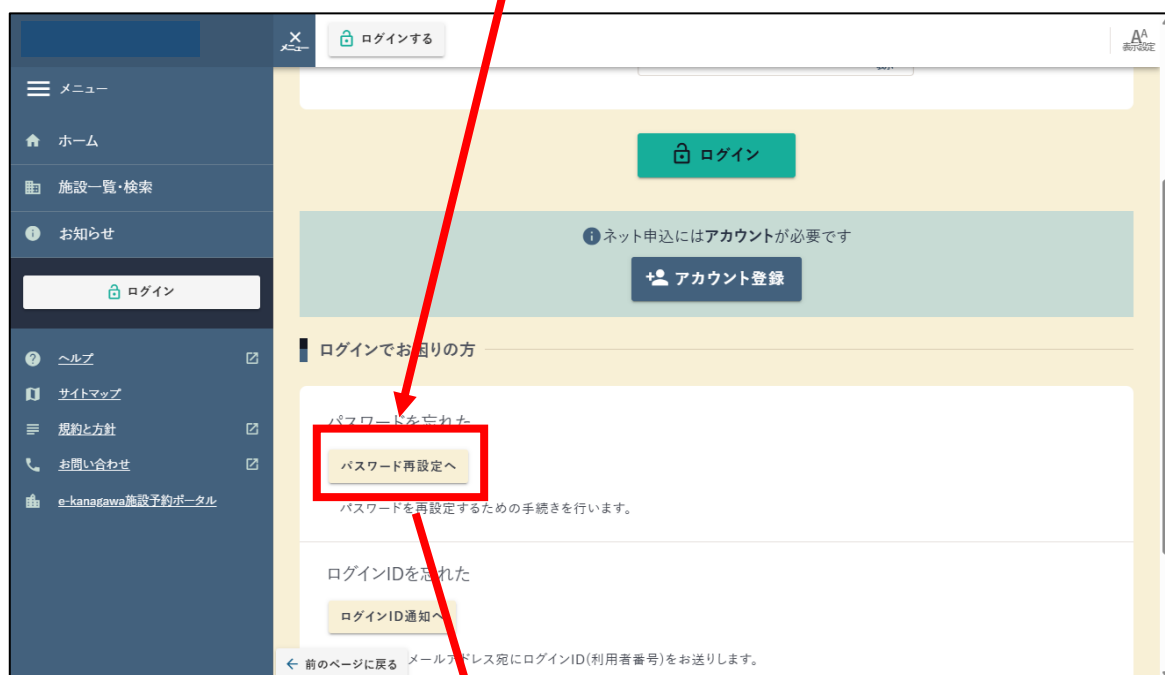 メニュー
ログインする
AA
表示設定
メニュー
ホーム
施設一覧・検索
お知らせ
ログイン
ヘルプ
サイトマップ
規約と方針
お問い合わせ
e-kanagawa施設予約ポータル
ログイン
ネット申込にはアカウントが必要です
アカウント登録
ログインでお困りの方
パスワードを忘れた
パスワード再設定へ
パスワードを再設定するための手続きを行います。
ログインIDを忘れた
ログインID通知へ
メールアドレス宛にログインID(利用者番号)をお送りします。
前のページに戻る